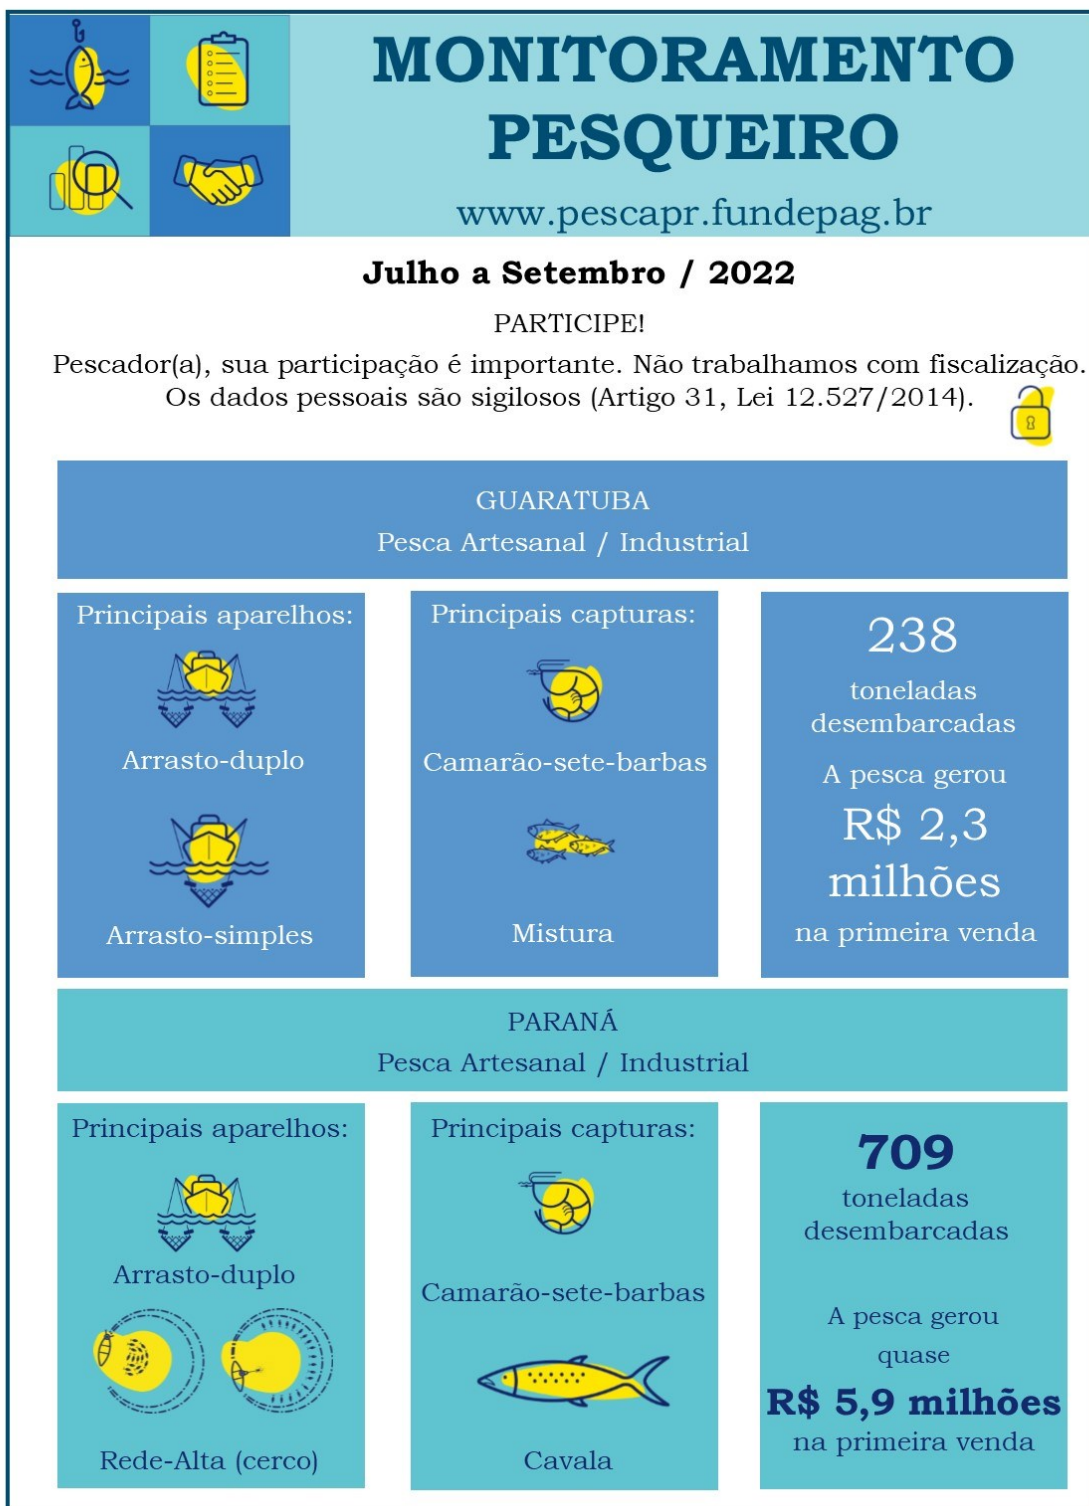 MONITORAMENTO
PESQUEIRO
www.pescapr.fundepag.br
Julho a Setembro / 2022
PARTICIPE!
Pescador(a), sua participação é importante. Não trabalhamos com fiscalização.
Os dados pessoais são sigilosos (Artigo 31, Lei 12.527/2014).
GUARATUBA
Pesca Artesanal / Industrial
Principais aparelhos:
Arrasto-duplo
Arrasto-simples
Principais capturas:
Camarão-sete-barbas
Mistura
238
toneladas
desembarcadas
A pesca gerou
R$ 2,3
milhões
na primeira venda
PARANÁ
Pesca Artesanal / Industrial
Principais aparelhos:
Arrasto-duplo
Rede-Alta (cerco)
Principais capturas:
Camarão-sete-barbas
Cavala
709
toneladas
desembarcadas
A pesca gerou
quase
R$ 5,9 milhões
na primeira venda